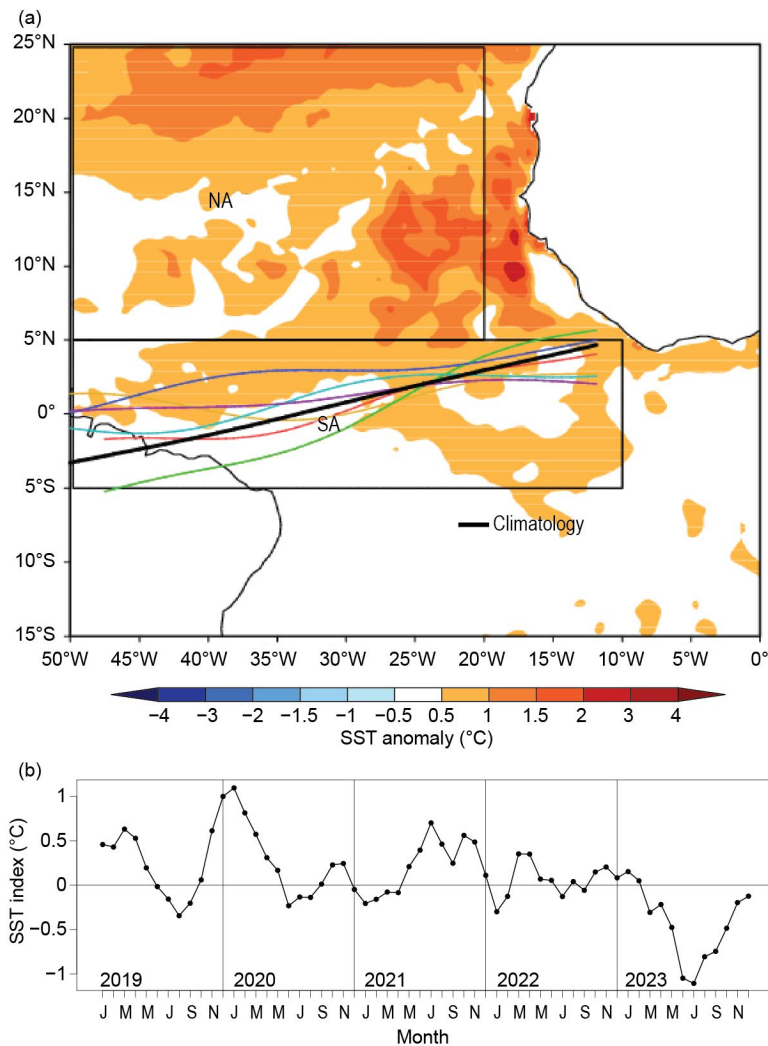 (a)
25°N
20°N
15°N
10°N
5°N
0°
5°S
10°S
15°S
NA
SA
Climatology
50°W 45°W 40°W 35°W 30°W 25°W 20°W 15°W 10°W 5°W 0°
−4 −3 −2 −1.5 −1 −0.5 0.5 1 1.5 2 3 4
SST anomaly (°C)
(b)
SST index (°C)
1
0.5
0
−0.5
−1
2019 2020 2021 2022 2023
J M M J S N J M M J S N J M M J S N J M M J S N J M M J S N
Month